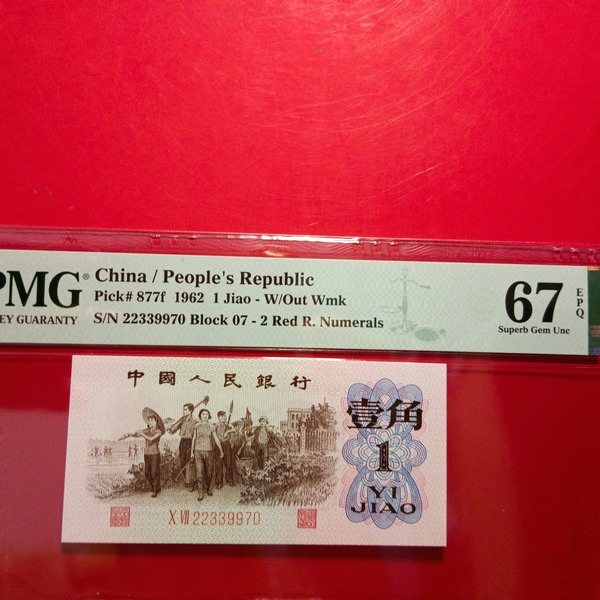 PMG®
EY GUARANTY
China / People's Republic
Pick# 877f 1962 1 Jiao - W/Out Wmk
S/N 22339970 Block 07 - 2 Red R. Numerals
67
EPQ
Superb Gem Unc
中國人民銀行
壹角
1
YI
JIAO
X VII 22339970